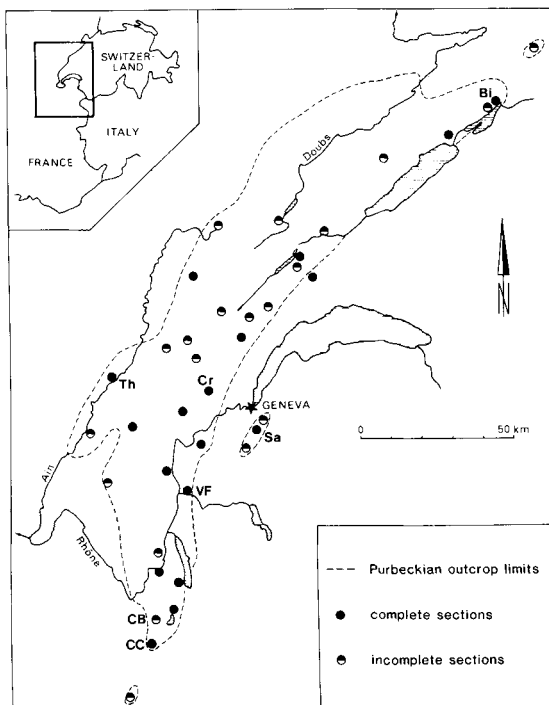 SWITZER-
LAND
ITALY
FRANCE
Bi
Doubs
N
Th
Cr
GENEVA
Sa
0 50 km
Ain
VF
Rhône
CB
CC
Purbeckian outcrop limits
complete sections
incomplete sections